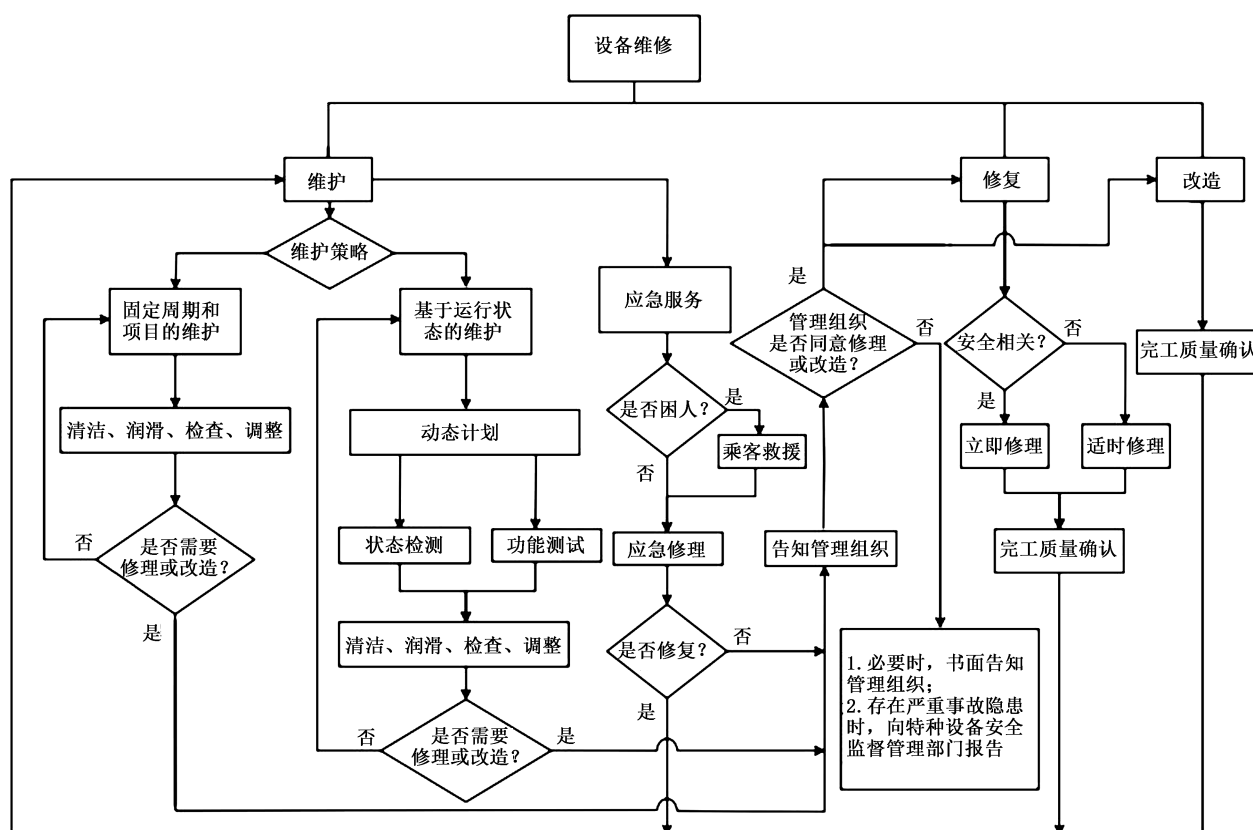 设备维修
维护
修复
改造
维护策略
固定周期和
项目的维护
基于运行状
态的维护
应急服务
是
管理组织
是否同意修理
或改造?
否
安全相关?
否
完工质量确认
清洁、润滑、检查、调整
动态计划
是否困人?
是
乘客救援
否
是
立即修理
适时修理
状态检测
功能测试
应急修理
告知管理组织
完工质量确认
否
是否需要
修理或改造?
是
清洁、润滑、检查、调整
是否修复?
否
是
1.必要时，书面告知
管理组织；
2.存在严重事故隐患
时，向特种设备安全
监督管理部门报告
否
是否需要
修理或改造?
是